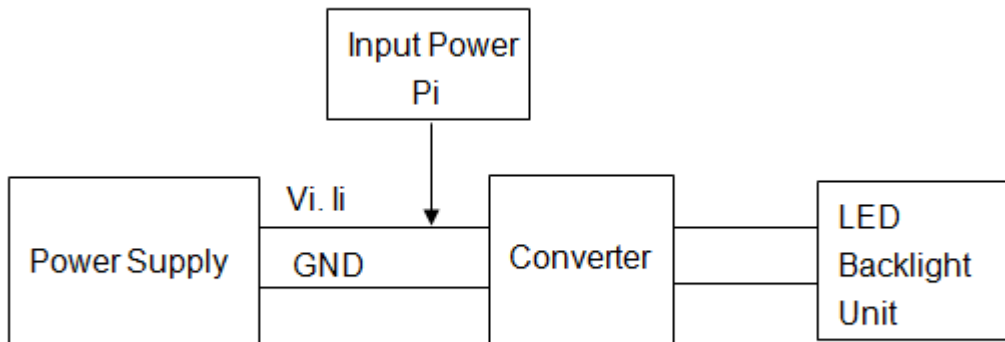 Input Power
Pi
Vi. Ii
Power Supply
GND
Converter
LED
Backlight
Unit